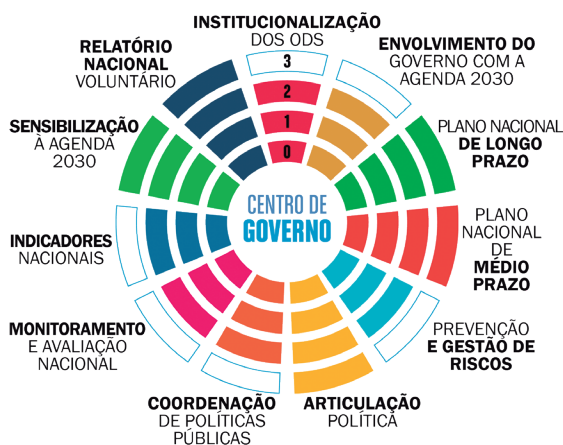 INSTITUCIONALIZAÇÃO
DOS ODS
3
2
1
0
ENVOLVIMENTO DO
GOVERNO COM A
AGENDA 2030
PLANO NACIONAL
DE LONGO
PRAZO
PLANO
NACIONAL
DE
MÉDIO
PRAZO
PREVENÇÃO
E GESTÃO DE
RISCOS
ARTICULAÇÃO
POLÍTICA
COORDENAÇÃO
DE POLÍTICAS
PÚBLICAS
MONITORAMENTO
E AVALIAÇÃO
NACIONAL
INDICADORES
NACIONAIS
SENSIBILIZAÇÃO
À AGENDA
2030
RELATÓRIO
NACIONAL
VOLUNTÁRIO
CENTRO DE
GOVERNO